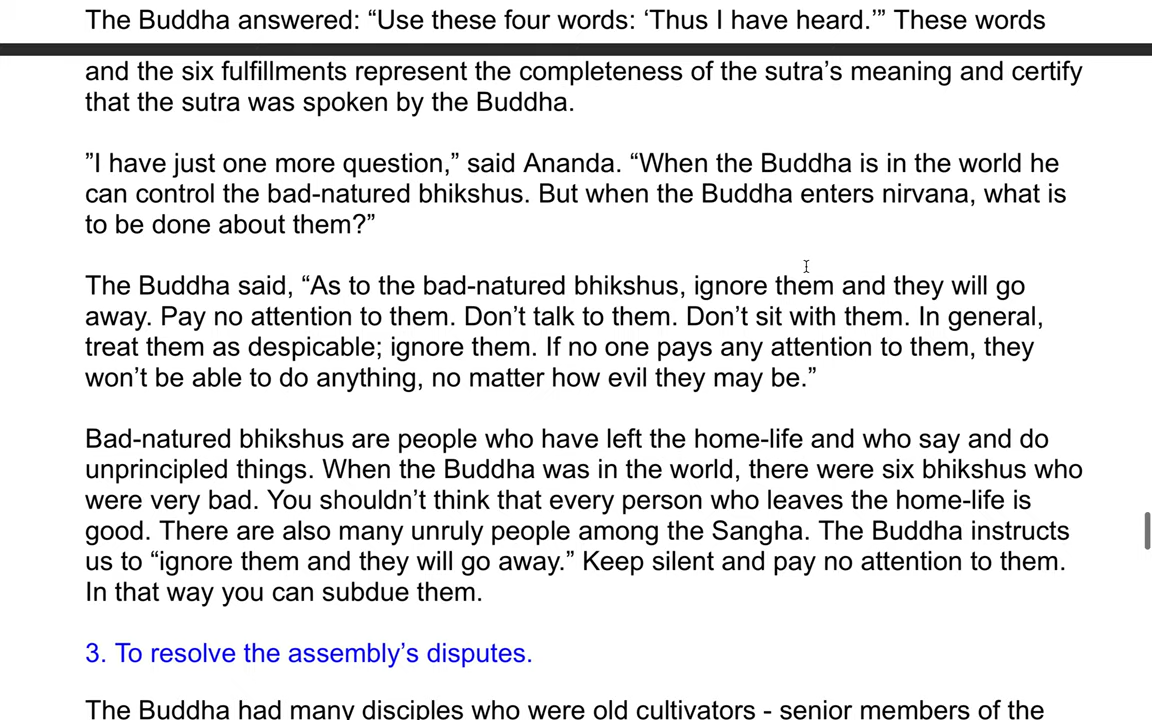 The Buddha answered: “Use these four words: ‘Thus I have heard.’” These words
and the six fulfillments represent the completeness of the sutra’s meaning and certify
that the sutra was spoken by the Buddha.
”I have just one more question,” said Ananda. “When the Buddha is in the world he
can control the bad-natured bhikshus. But when the Buddha enters nirvana, what is
to be done about them?”
The Buddha said, “As to the bad-natured bhikshus, ignore them and they will go
away. Pay no attention to them. Don’t talk to them. Don’t sit with them. In general,
treat them as despicable; ignore them. If no one pays any attention to them, they
won’t be able to do anything, no matter how evil they may be.”
Bad-natured bhikshus are people who have left the home-life and who say and do
unprincipled things. When the Buddha was in the world, there were six bhikshus who
were very bad. You shouldn’t think that every person who leaves the home-life is
good. There are also many unruly people among the Sangha. The Buddha instructs
us to “ignore them and they will go away.” Keep silent and pay no attention to them.
In that way you can subdue them.
3. To resolve the assembly’s disputes.
The Buddha had many disciples who were old cultivators - senior members of the